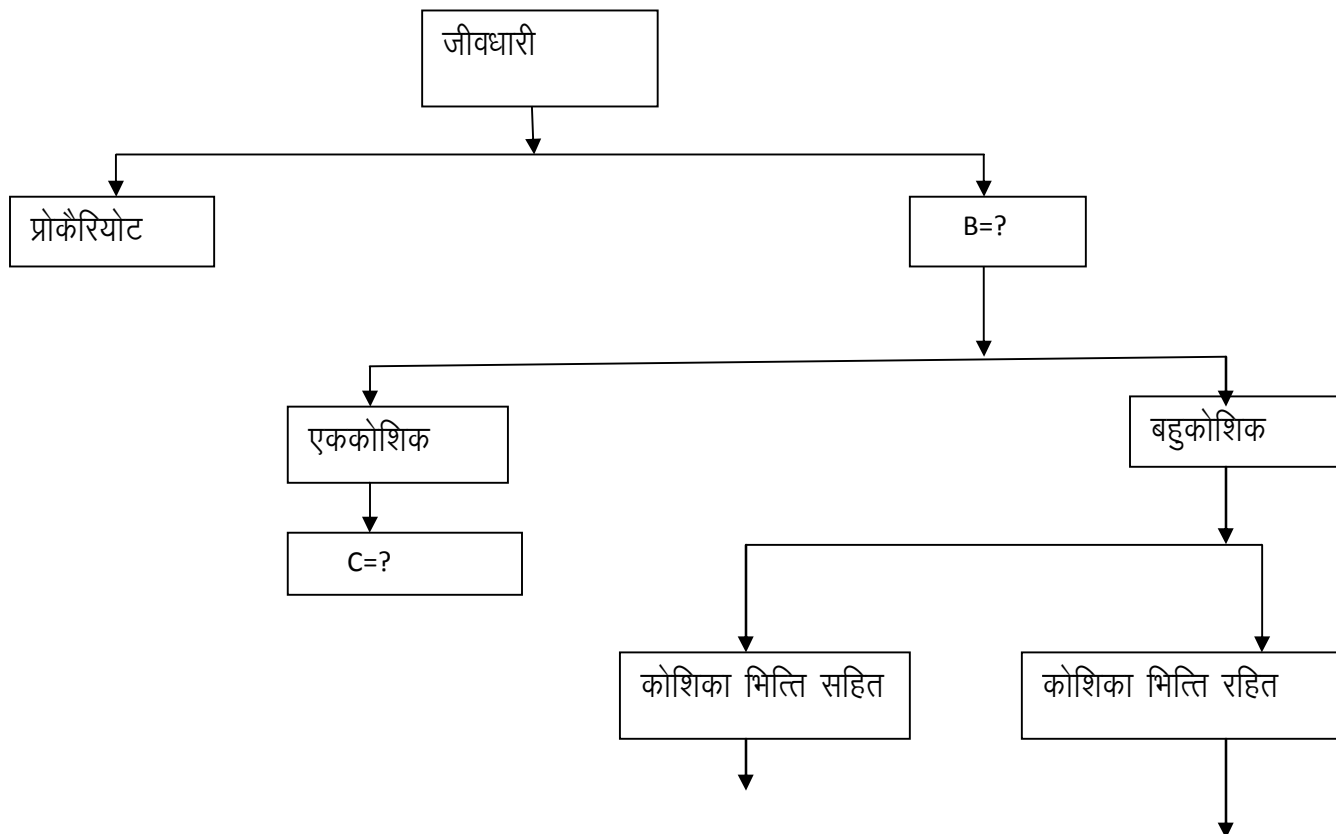 जीवधारी
प्रोकैरियोट
B=?
एककोशिक
बहुकोशिक
C=?
कोशिका भित्ति सहित
कोशिका भित्ति रहित